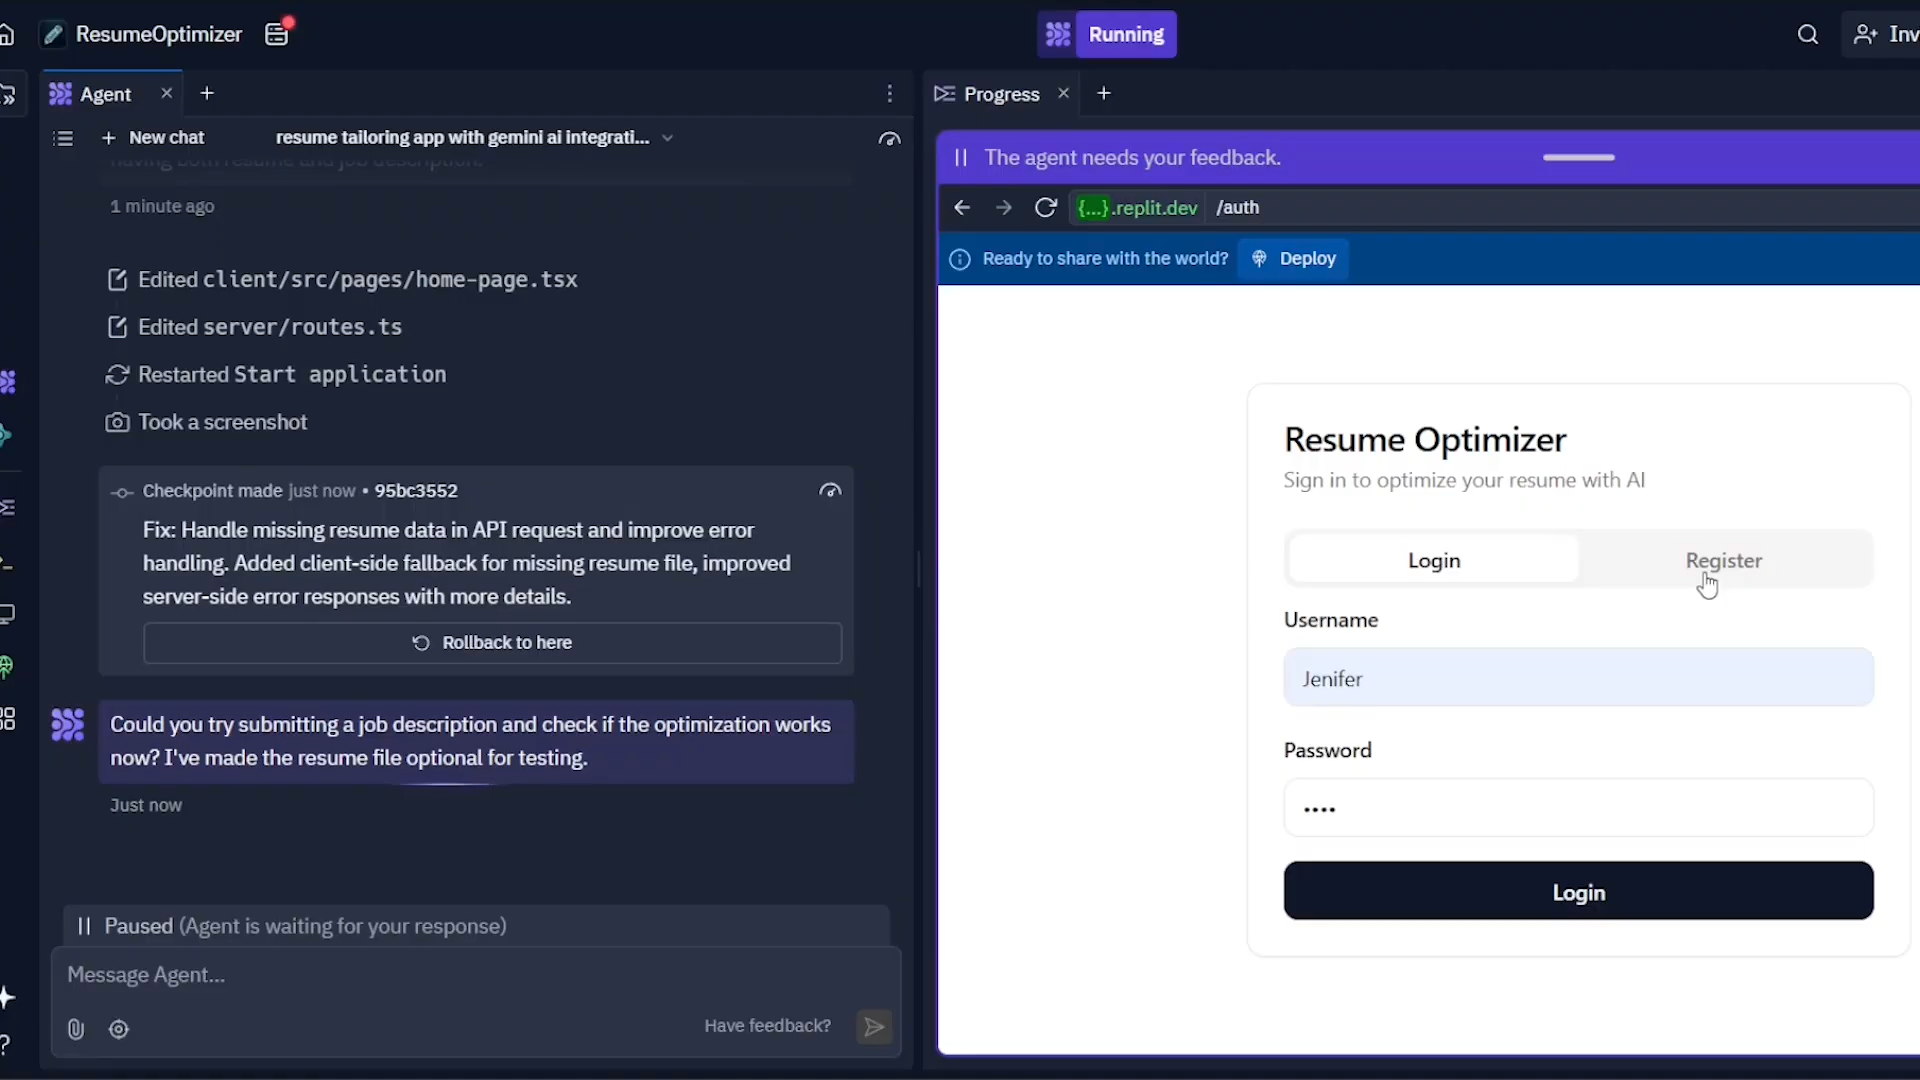 ResumeOptimizer
Running
Inv
Agent
Progress
New chat
resume tailoring app with gemini ai integrati...
having both resume and job description.
1 minute ago
Edited client/src/pages/home-page.tsx
Edited server/routes.ts
Restarted Start application
Took a screenshot
Checkpoint made just now • 95bc3552
Fix: Handle missing resume data in API request and improve error
handling. Added client-side fallback for missing resume file, improved
server-side error responses with more details.
Rollback to here
Could you try submitting a job description and check if the optimization works
now? I've made the resume file optional for testing.
Just now
Paused (Agent is waiting for your response)
Message Agent...
Have feedback?
The agent needs your feedback.
{...}.replit.dev /auth
Ready to share with the world? Deploy
Resume Optimizer
Sign in to optimize your resume with AI
Login
Register
Username
Jenifer
Password
••••
Login